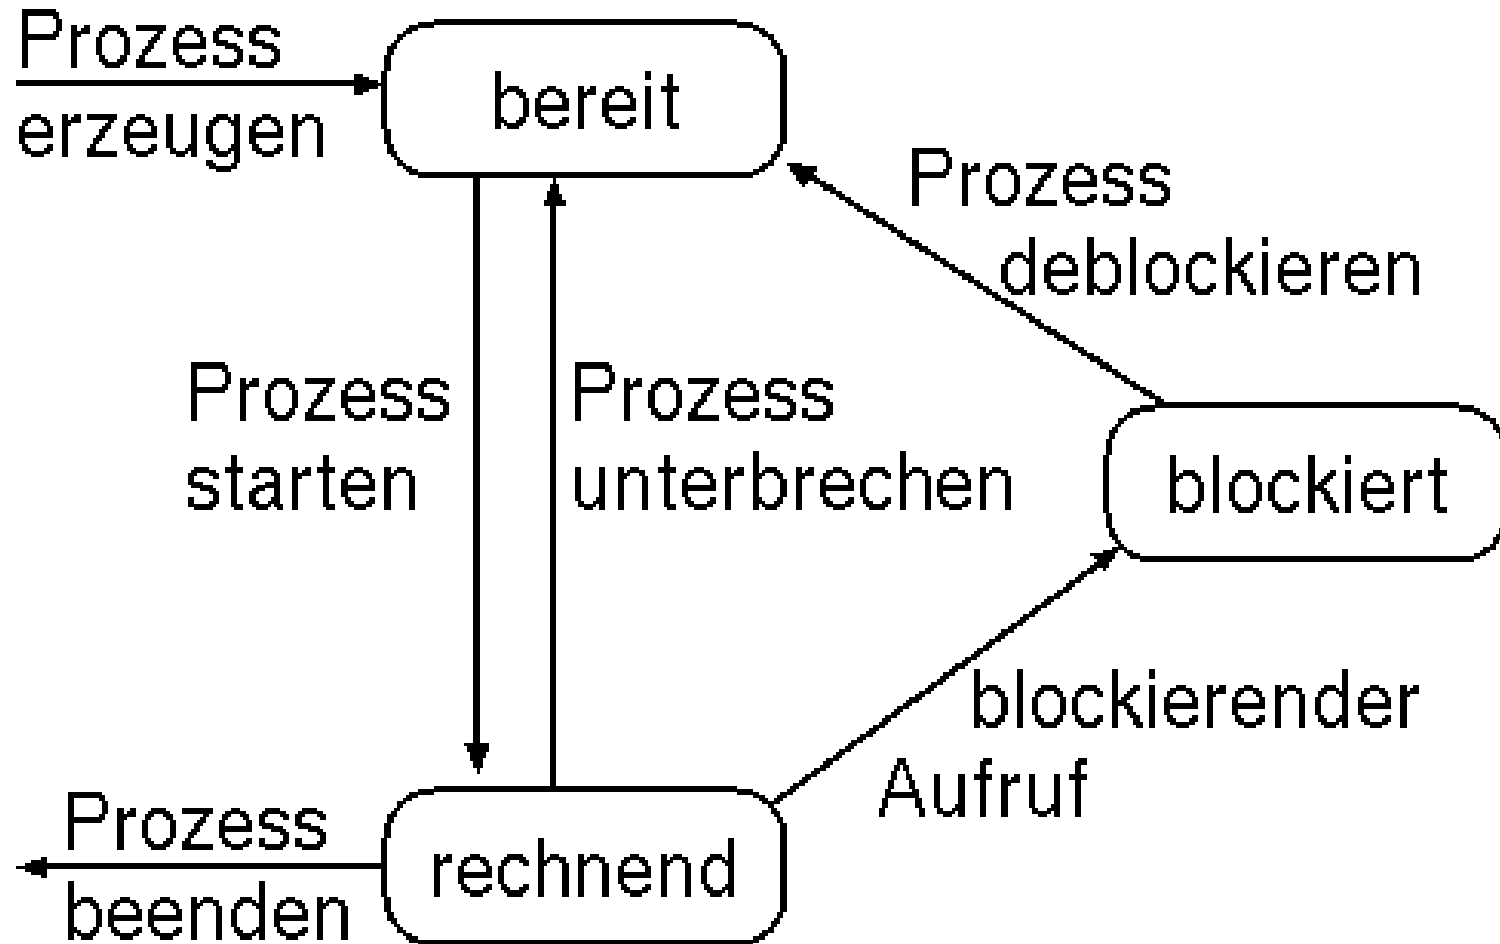 Prozess
erzeugen
bereit
Prozess
deblockieren
Prozess
starten
Prozess
unterbrechen
blockiert
blockierender
Aufruf
Prozess
beenden
rechnend